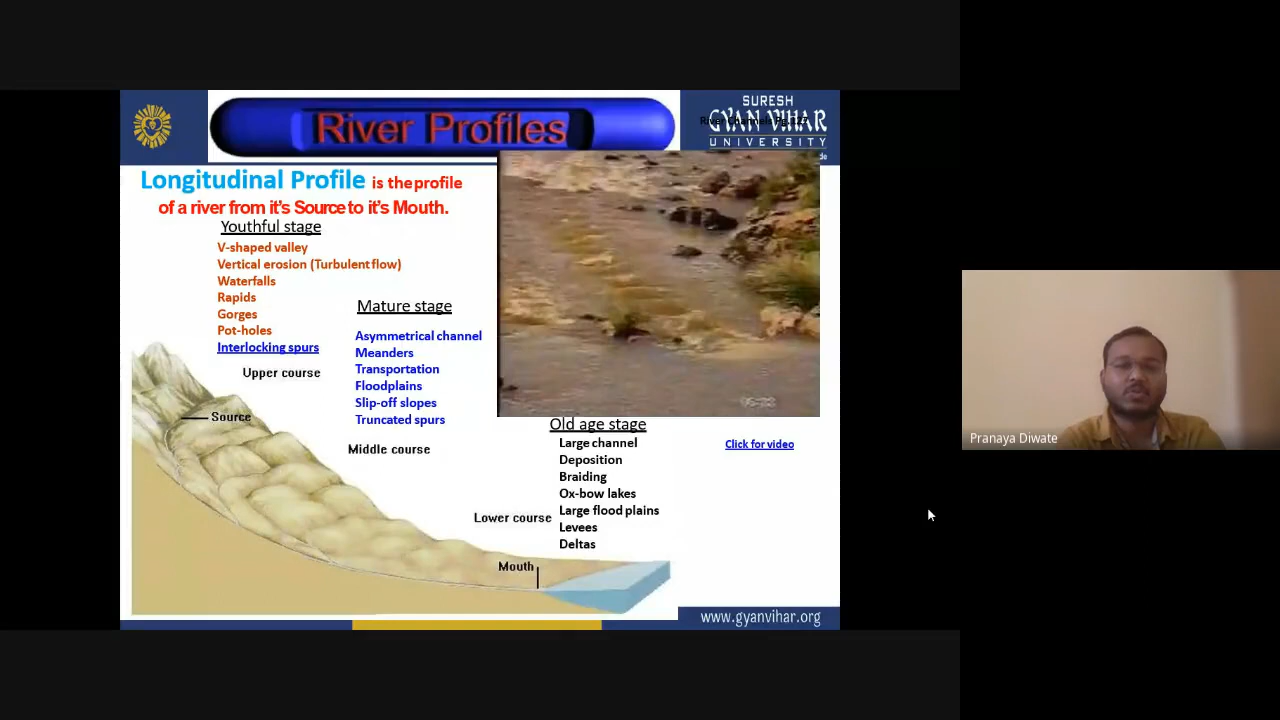 River Profiles
SURESH
GYAN VIHAR
UNIVERSITY
Longitudinal Profile is the profile
of a river from it's Source to it's Mouth.
Youthful stage
V-shaped valley
Vertical erosion (Turbulent flow)
Waterfalls
Rapids
Gorges
Pot-holes
Interlocking spurs
Upper course
Source
Mature stage
Asymmetrical channel
Meanders
Transportation
Floodplains
Slip-off slopes
Truncated spurs
Middle course
Old age stage
Large channel
Deposition
Braiding
Ox-bow lakes
Large flood plains
Levees
Deltas
Lower course
Mouth
Click for video
www.gyanvihar.org
Pranaya Diwate